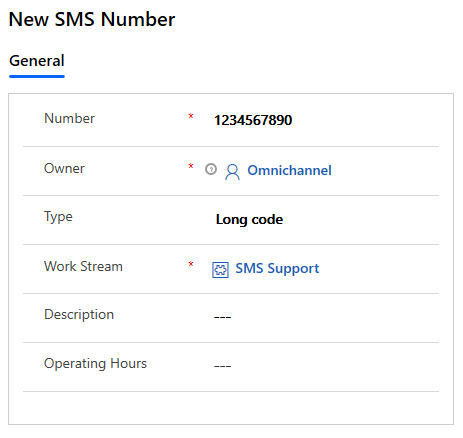 New SMS Number
General
Number * 1234567890
Owner * Omnichannel
Type Long code
Work Stream * SMS Support
Description ---
Operating Hours ---